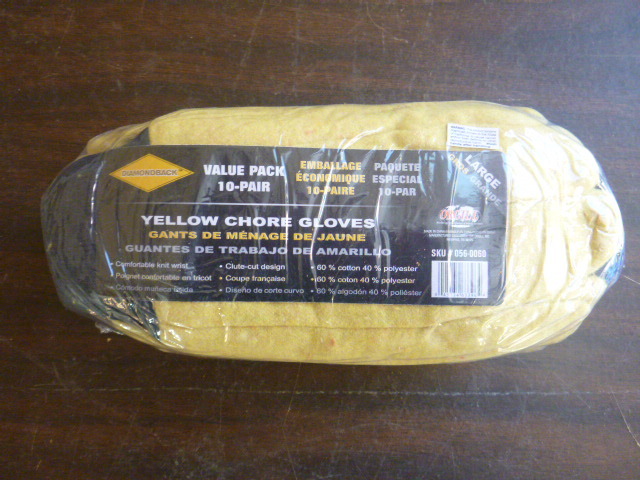 DIAMONDBACK
VALUE PACK
10-PAIR
EMBALLAGE
ÉCONOMIQUE
10-PAIRE
PAQUETE
ESPECIAL
10-PAR
LARGE
YELLOW CHORE GLOVES
GANTS DE MÉNAGE DE JAUNE
GUANTES DE TRABAJO DE AMARILLO
• Comfortable knit wrist
• Clute-cut design
• 60 % cotton 40 % polyester
• Poignet confortable en tricot
• Coupe française
• 60 % coton 40 % polyester
• Cómodo muñeca tejida
• Diseño de corte curvo
• 60 % algodón 40 % poliéster
SKU # 056-0060